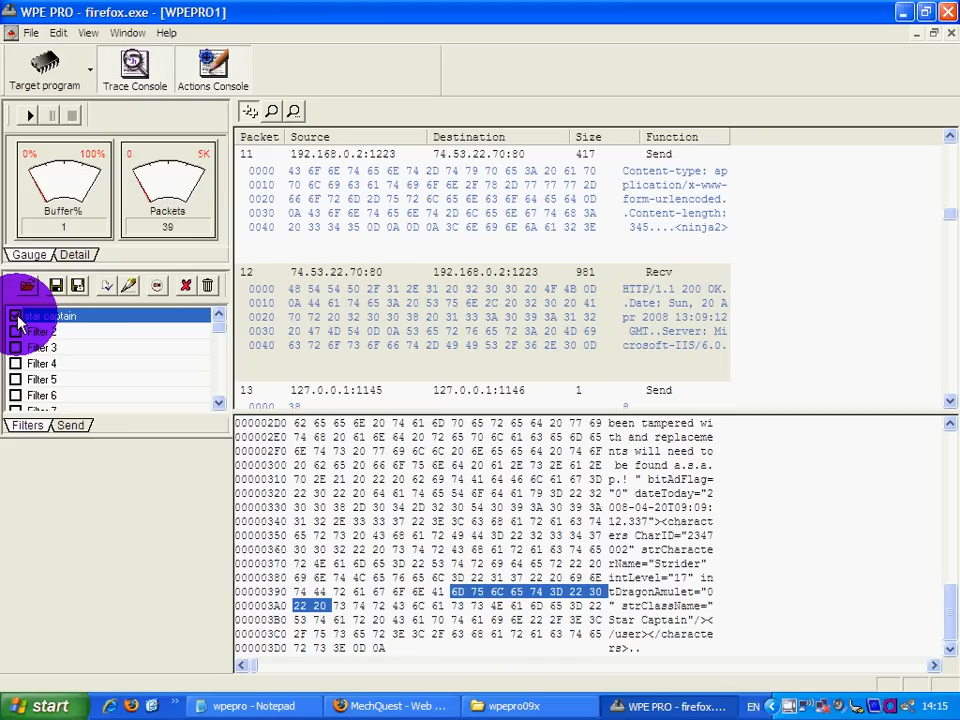 WPE PRO - firefox.exe - [WPEPRO1]
File Edit View Window Help
Target program
Trace Console
Actions Console
0% 100%
Buffer%
1
0 5K
Packets
39
Gauge Detail
ON
star captain
Filter 2
Filter 3
Filter 4
Filter 5
Filter 6
Filters Send
Packet Source Destination Size Function
11 192.168.0.2:1223 74.53.22.70:80 417 Send
0000 43 6F 6E 74 65 6E 74 2D 74 79 70 65 3A 20 61 70 Content-type: ap
0010 70 6C 69 63 61 74 69 6F 6E 2F 78 2D 77 77 77 2D plication/x-www-
0020 66 6F 72 6D 2D 75 72 6C 65 6E 63 6F 64 65 64 0D form-urlencoded.
0030 0A 43 6F 6E 74 65 6E 74 2D 4C 65 6E 67 74 68 3A .Content-length:
0040 20 33 34 35 0D 0A 0D 0A 3C 6E 69 6E 6A 61 32 3E 345....<ninja2>
12 74.53.22.70:80 192.168.0.2:1223 981 Recv
0000 48 54 54 50 2F 31 2E 31 20 32 30 30 20 4F 4B 0D HTTP/1.1 200 OK.
0010 0A 44 61 74 65 3A 20 53 75 6E 2C 20 32 30 20 41 .Date: Sun, 20 A
0020 70 72 20 32 30 30 38 20 31 33 3A 30 39 3A 31 32 pr 2008 13:09:12
0030 20 47 4D 54 0D 0A 53 65 72 76 65 72 3A 20 4D 69 GMT..Server: Mi
0040 63 72 6F 73 6F 66 74 2D 49 49 53 2F 36 2E 30 0D crosoft-IIS/6.0.
13 127.0.0.1:1145 127.0.0.1:1146 1 Send
0000 38 8
000002D0 62 65 65 6E 20 74 61 6D 70 65 72 65 64 20 77 69 been tampered wi
000002E0 74 68 20 61 6E 64 20 72 65 70 6C 61 63 65 6D 65 th and replaceme
000002F0 6E 74 73 20 77 69 6C 6C 20 6E 65 65 64 20 74 6F nts will need to
00000300 20 62 65 20 66 6F 75 6E 64 20 61 2E 73 2E 61 2E be found a.s.a.
00000310 70 2E 21 20 22 20 62 69 74 41 64 46 6C 61 67 3D p.! " bitAdFlag=
00000320 22 30 22 20 64 61 74 65 54 6F 64 61 79 3D 22 32 "0" dateToday="2
00000330 30 30 38 2D 30 34 2D 32 30 54 30 39 3A 30 39 3A 008-04-20T09:09:
00000340 31 32 2E 33 33 37 22 3E 3C 63 68 61 72 61 63 74 12.337"><charact
00000350 65 72 73 20 43 68 61 72 49 44 3D 22 32 33 34 37 ers CharID="2347
00000360 30 30 32 22 20 73 74 72 43 68 61 72 61 63 74 65 002" strCharacte
00000370 72 4E 61 6D 65 3D 22 53 74 72 69 64 65 72 22 20 rName="Strider"
00000380 69 6E 74 4C 65 76 65 6C 3D 22 31 37 22 20 69 6E intLevel="17" in
00000390 74 44 72 61 67 6F 6E 41 6D 75 6C 65 74 3D 22 30 tDragonAmulet="0
000003A0 22 20 73 74 72 43 6C 61 73 73 4E 61 6D 65 3D 22 " strClassName="
000003B0 53 74 61 72 20 43 61 70 74 61 69 6E 22 2F 3E 3C Star Captain"/><
000003C0 2F 75 73 65 72 3E 3C 2F 63 68 61 72 61 63 74 65 /user></characte
000003D0 72 73 3E 0D 0A rs>..
start
wpepro - Notepad
MechQuest - Web ...
wpepro09x
WPE PRO - firefox....
EN
14:15